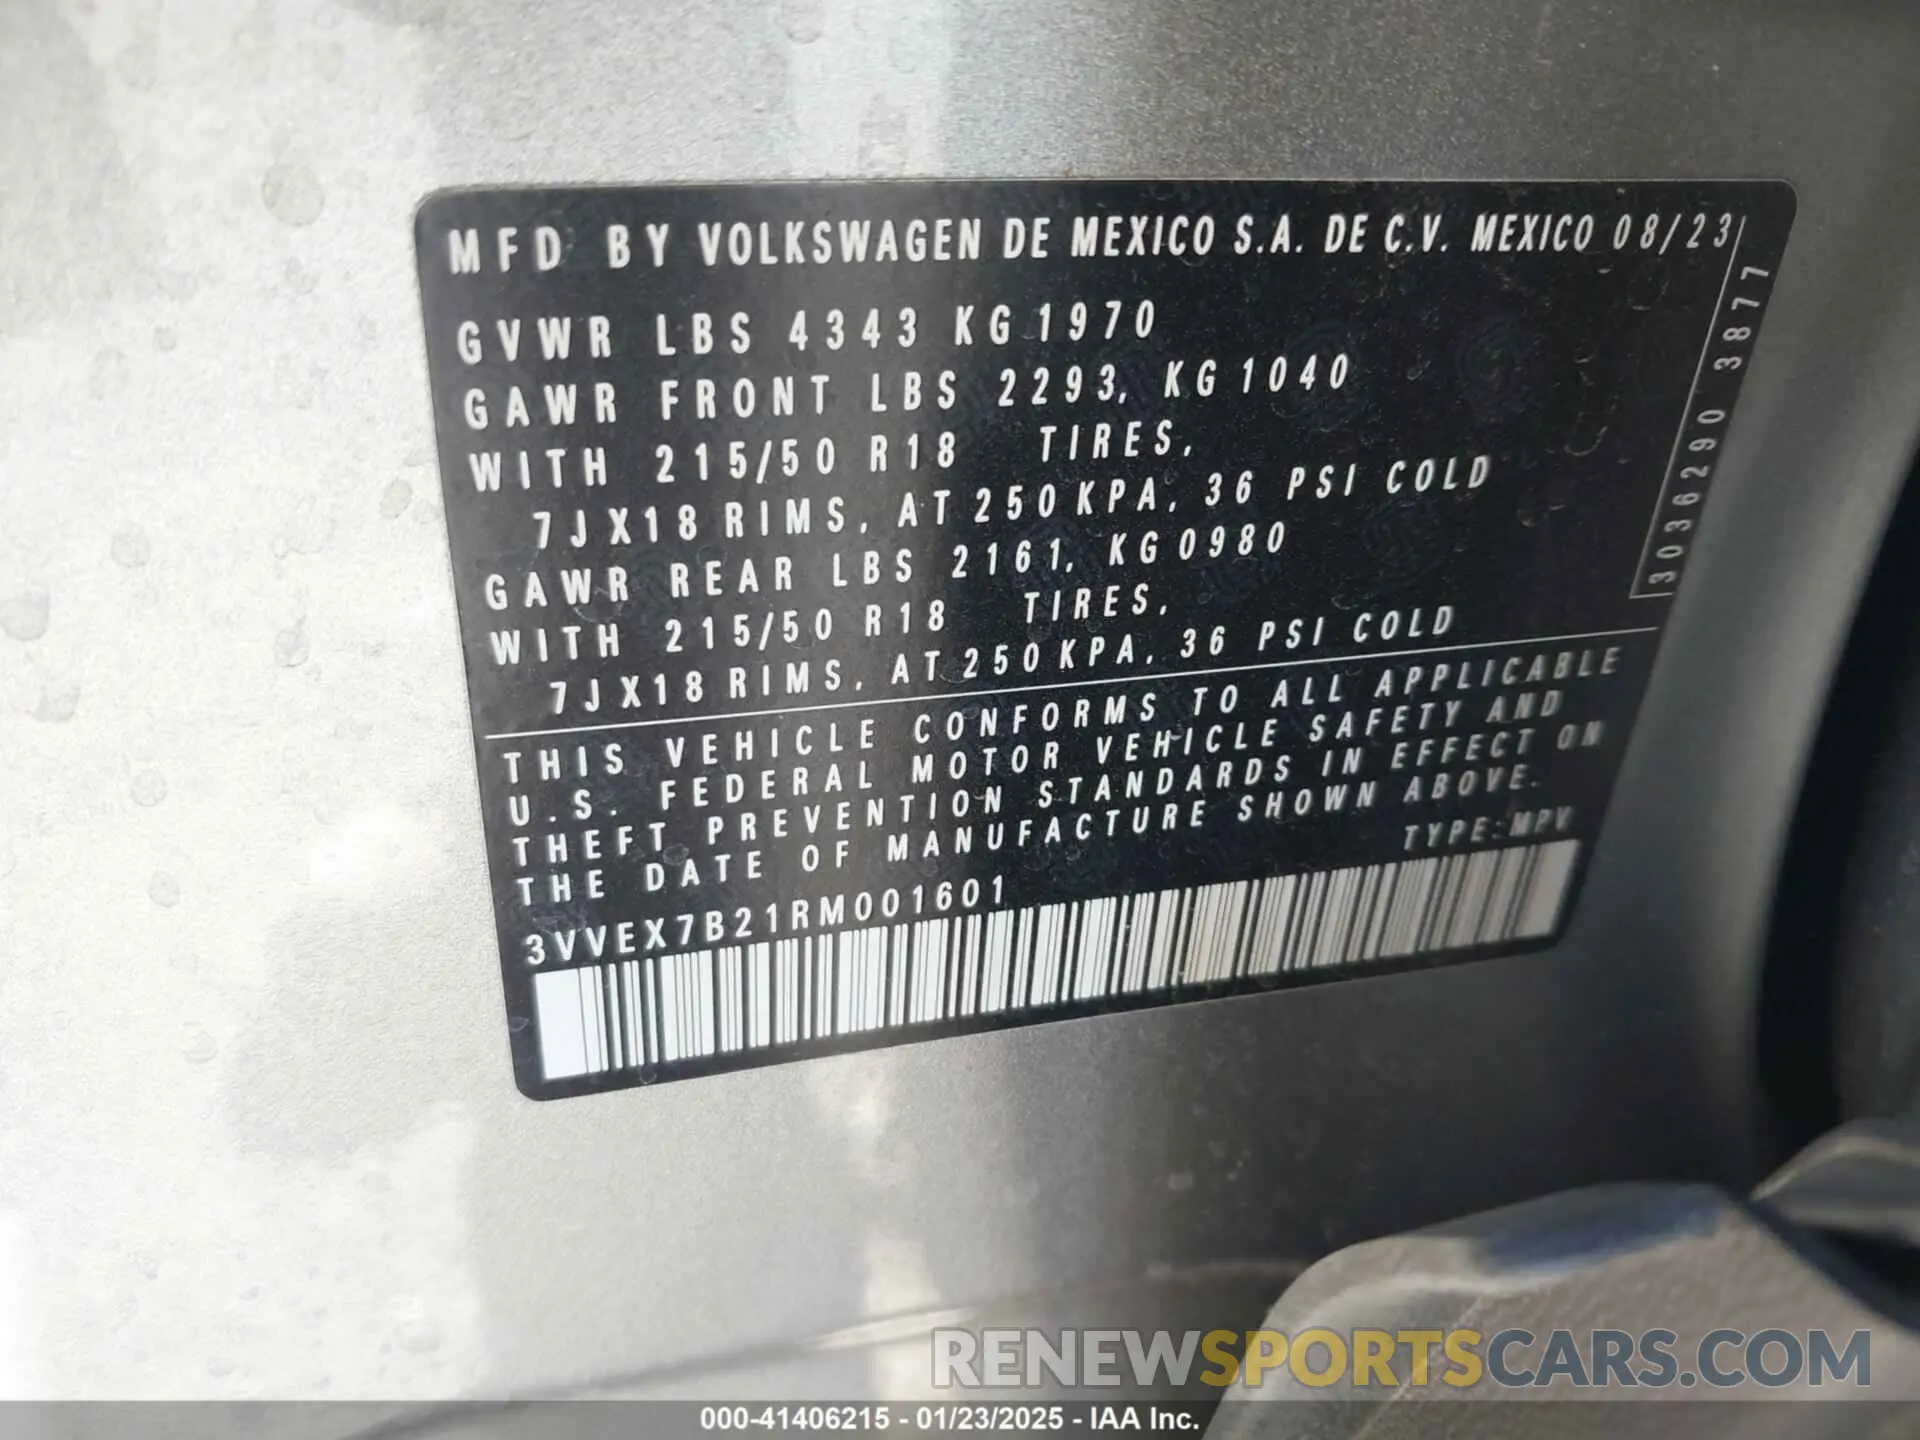 MFD BY VOLKSWAGEN DE MEXICO S.A. DE C.V. MEXICO 08/23
GVWR LBS 4343 KG 1970
GAWR FRONT LBS 2293, KG 1040
WITH 215/50 R18 TIRES,
7JX18 RIMS, AT 250 KPA, 36 PSI COLD
GAWR REAR LBS 2161, KG 0980
WITH 215/50 R18 TIRES,
7JX18 RIMS, AT 250 KPA, 36 PSI COLD
3036290 3877
THIS VEHICLE CONFORMS TO ALL APPLICABLE
U.S. FEDERAL MOTOR VEHICLE SAFETY AND
THEFT PREVENTION STANDARDS IN EFFECT ON
THE DATE OF MANUFACTURE SHOWN ABOVE.
TYPE: MPV
3VVEX7B21RM001601
RENEWSPORTSCARS.COM
000-41406215 - 01/23/2025 - IAA Inc.